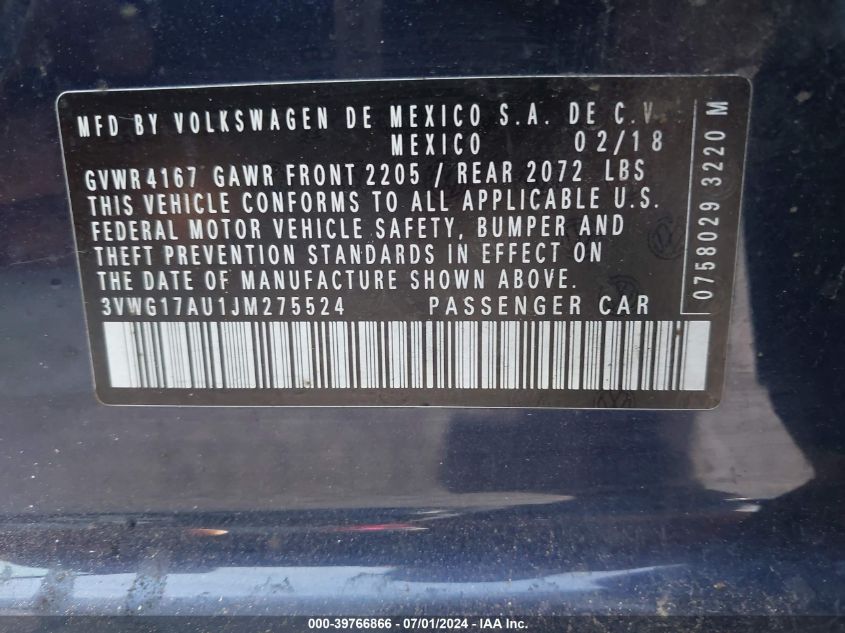 MFD BY VOLKSWAGEN DE MEXICO S.A. DE C.V.
MEXICO 02/18
GVWR 4167 GAWR FRONT 2205 / REAR 2072 LBS
THIS VEHICLE CONFORMS TO ALL APPLICABLE U.S.
FEDERAL MOTOR VEHICLE SAFETY, BUMPER AND
THEFT PREVENTION STANDARDS IN EFFECT ON
THE DATE OF MANUFACTURE SHOWN ABOVE.
3VWG17AU1JM275524 PASSENGER CAR
0758029 3220 M
000-39766866 / 07/01/2024 - IAA Inc.